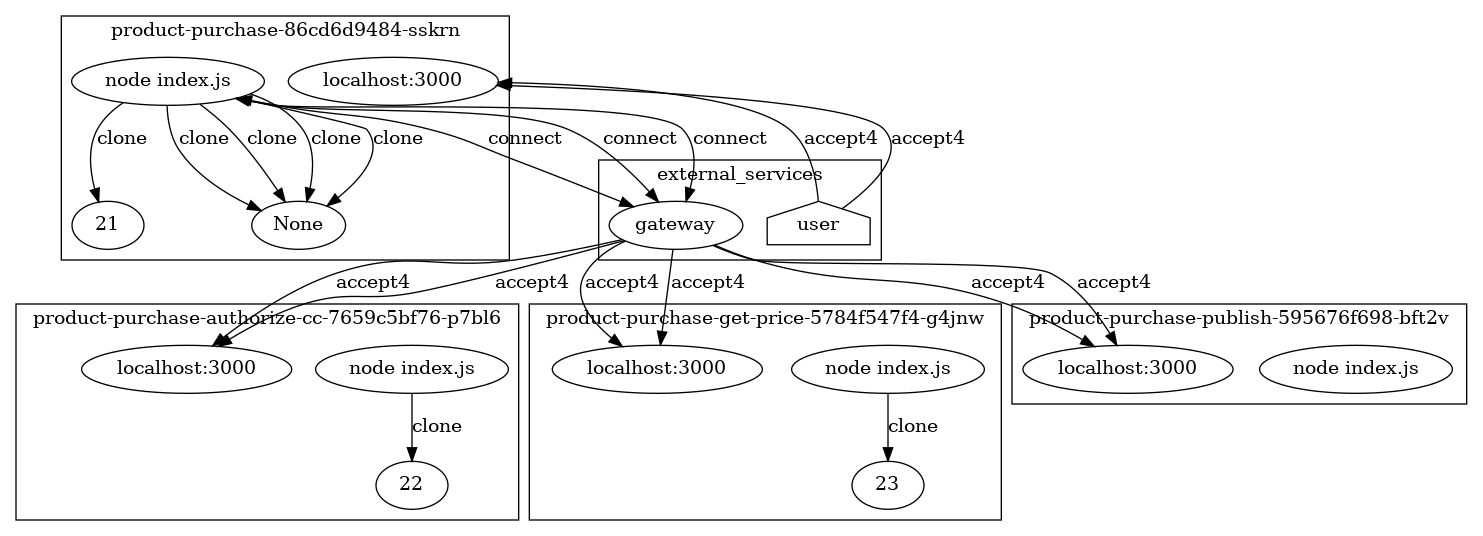 product-purchase-86cd6d9484-sskrn
node index.js
localhost:3000
clone
clone
clone
clone
clone
connect
connect
connect
accept4
accept4
external_services
21
None
gateway
user
accept4
accept4
accept4
accept4
accept4
accept4
product-purchase-authorize-cc-7659c5bf76-p7bl6
product-purchase-get-price-5784f547f4-g4jnw
product-purchase-publish-595676f698-bft2v
localhost:3000
node index.js
localhost:3000
node index.js
localhost:3000
node index.js
clone
clone
22
23